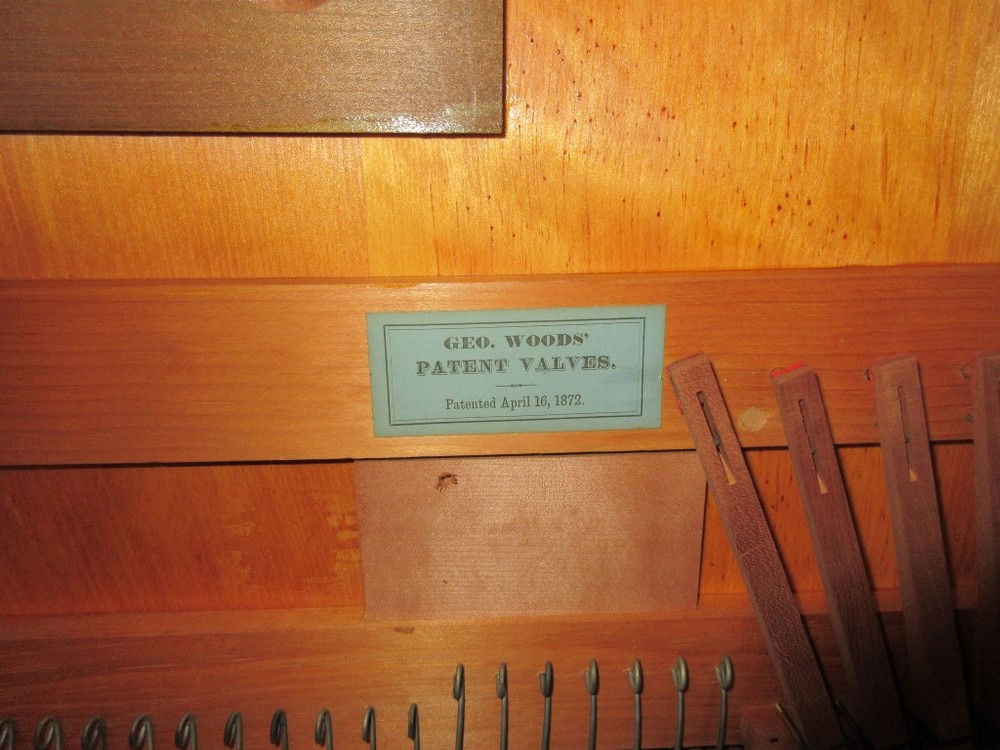 GEO. WOODS'
PATENT VALVES.
Patented April 16, 1872.